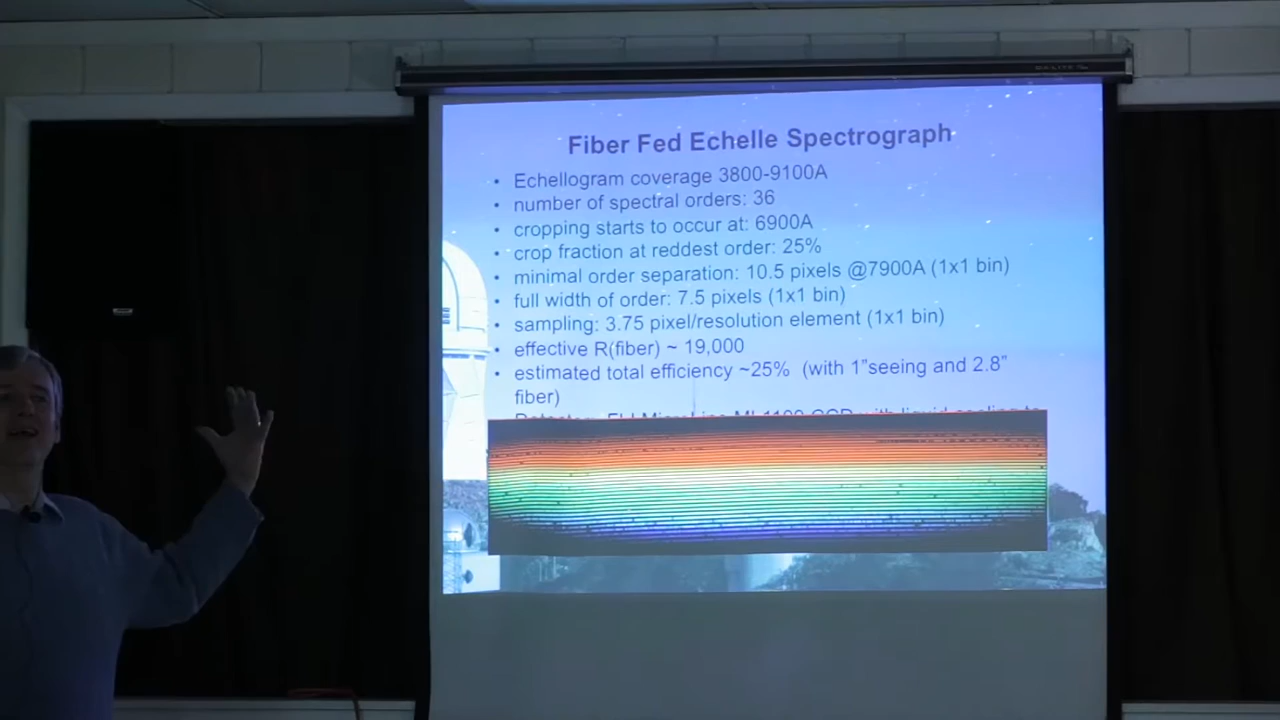 Fiber Fed Echelle Spectrograph
• Echellogram coverage 3800-9100A
• number of spectral orders: 36
• cropping starts to occur at: 6900A
• crop fraction at reddest order: 25%
• minimal order separation: 10.5 pixels @7900A (1x1 bin)
• full width of order: 7.5 pixels (1x1 bin)
• sampling: 3.75 pixel/resolution element (1x1 bin)
• effective R(fiber) ~ 19,000
• estimated total efficiency ~25% (with 1”seeing and 2.8”
fiber)